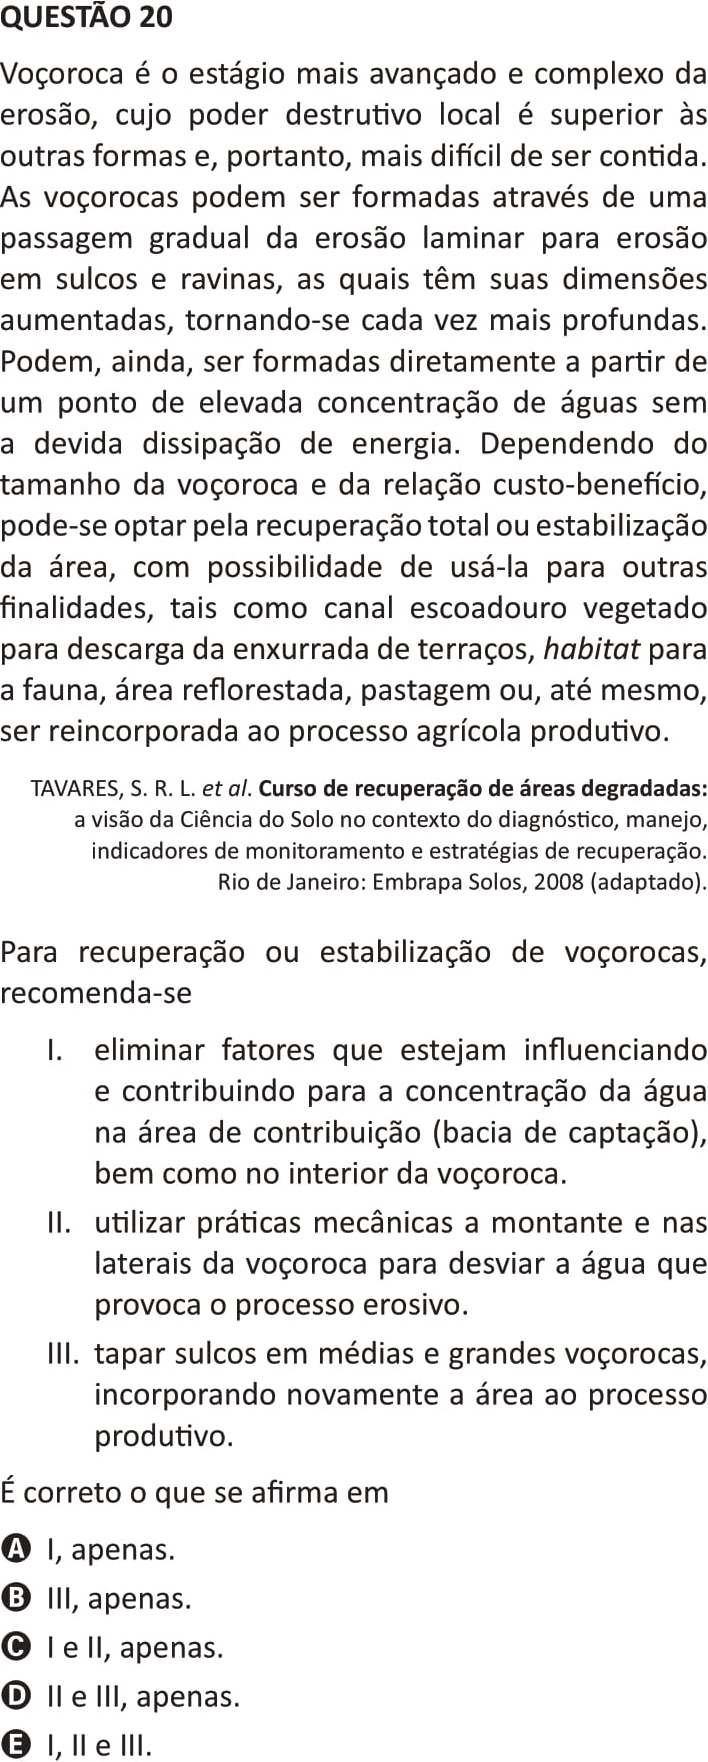 QUESTÃO 20
Voçoroca é o estágio mais avançado e complexo da
erosão, cujo poder destrutivo local é superior às
outras formas e, portanto, mais difícil de ser contida.
As voçorocas podem ser formadas através de uma
passagem gradual da erosão laminar para erosão
em sulcos e ravinas, as quais têm suas dimensões
aumentadas, tornando-se cada vez mais profundas.
Podem, ainda, ser formadas diretamente a partir de
um ponto de elevada concentração de águas sem
a devida dissipação de energia. Dependendo do
tamanho da voçoroca e da relação custo-benefício,
pode-se optar pela recuperação total ou estabilização
da área, com possibilidade de usá-la para outras
finalidades, tais como canal escoadouro vegetado
para descarga da enxurrada de terraços, habitat para
a fauna, área reflorestada, pastagem ou, até mesmo,
ser reincorporada ao processo agrícola produtivo.
TAVARES, S. R. L. et al. Curso de recuperação de áreas degradadas:
a visão da Ciência do Solo no contexto do diagnóstico, manejo,
indicadores de monitoramento e estratégias de recuperação.
Rio de Janeiro: Embrapa Solos, 2008 (adaptado).
Para recuperação ou estabilização de voçorocas,
recomenda-se
I. eliminar fatores que estejam influenciando
e contribuindo para a concentração da água
na área de contribuição (bacia de captação),
bem como no interior da voçoroca.
II. utilizar práticas mecânicas a montante e nas
laterais da voçoroca para desviar a água que
provoca o processo erosivo.
III. tapar sulcos em médias e grandes voçorocas,
incorporando novamente a área ao processo
produtivo.
É correto o que se afirma em
A I, apenas.
B III, apenas.
C I e II, apenas.
D II e III, apenas.
E I, II e III.